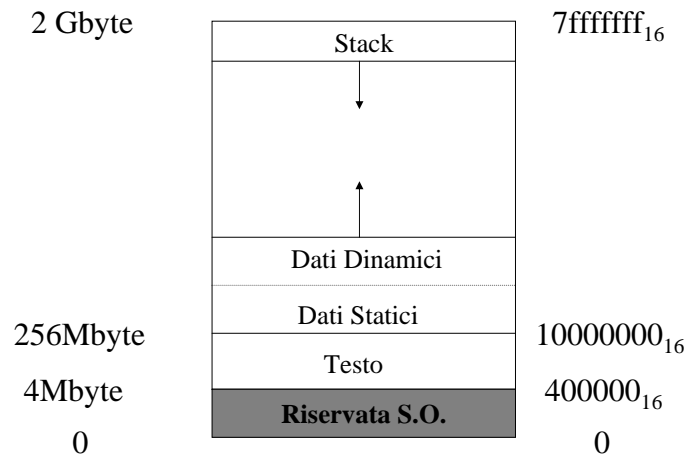 2 Gbyte Stack 7fffffff₁₆
Dati Dinamici
Dati Statici
256Mbyte 10000000₁₆
Testo
4Mbyte 400000₁₆
Riservata S.O.
0 0